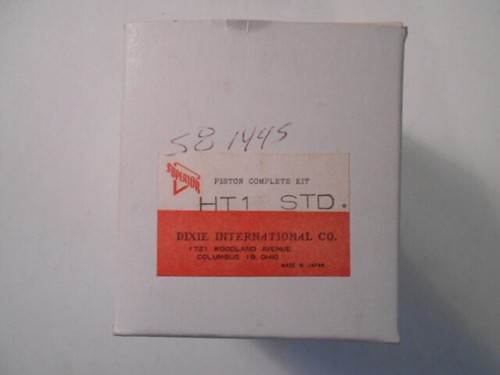 58 1445
SUPERIOR
PISTON COMPLETE KIT
HT1 STD.
DIXIE INTERNATIONAL CO.
1721 WOODLAND AVENUE
COLUMBUS 19, OHIO
MADE IN JAPAN